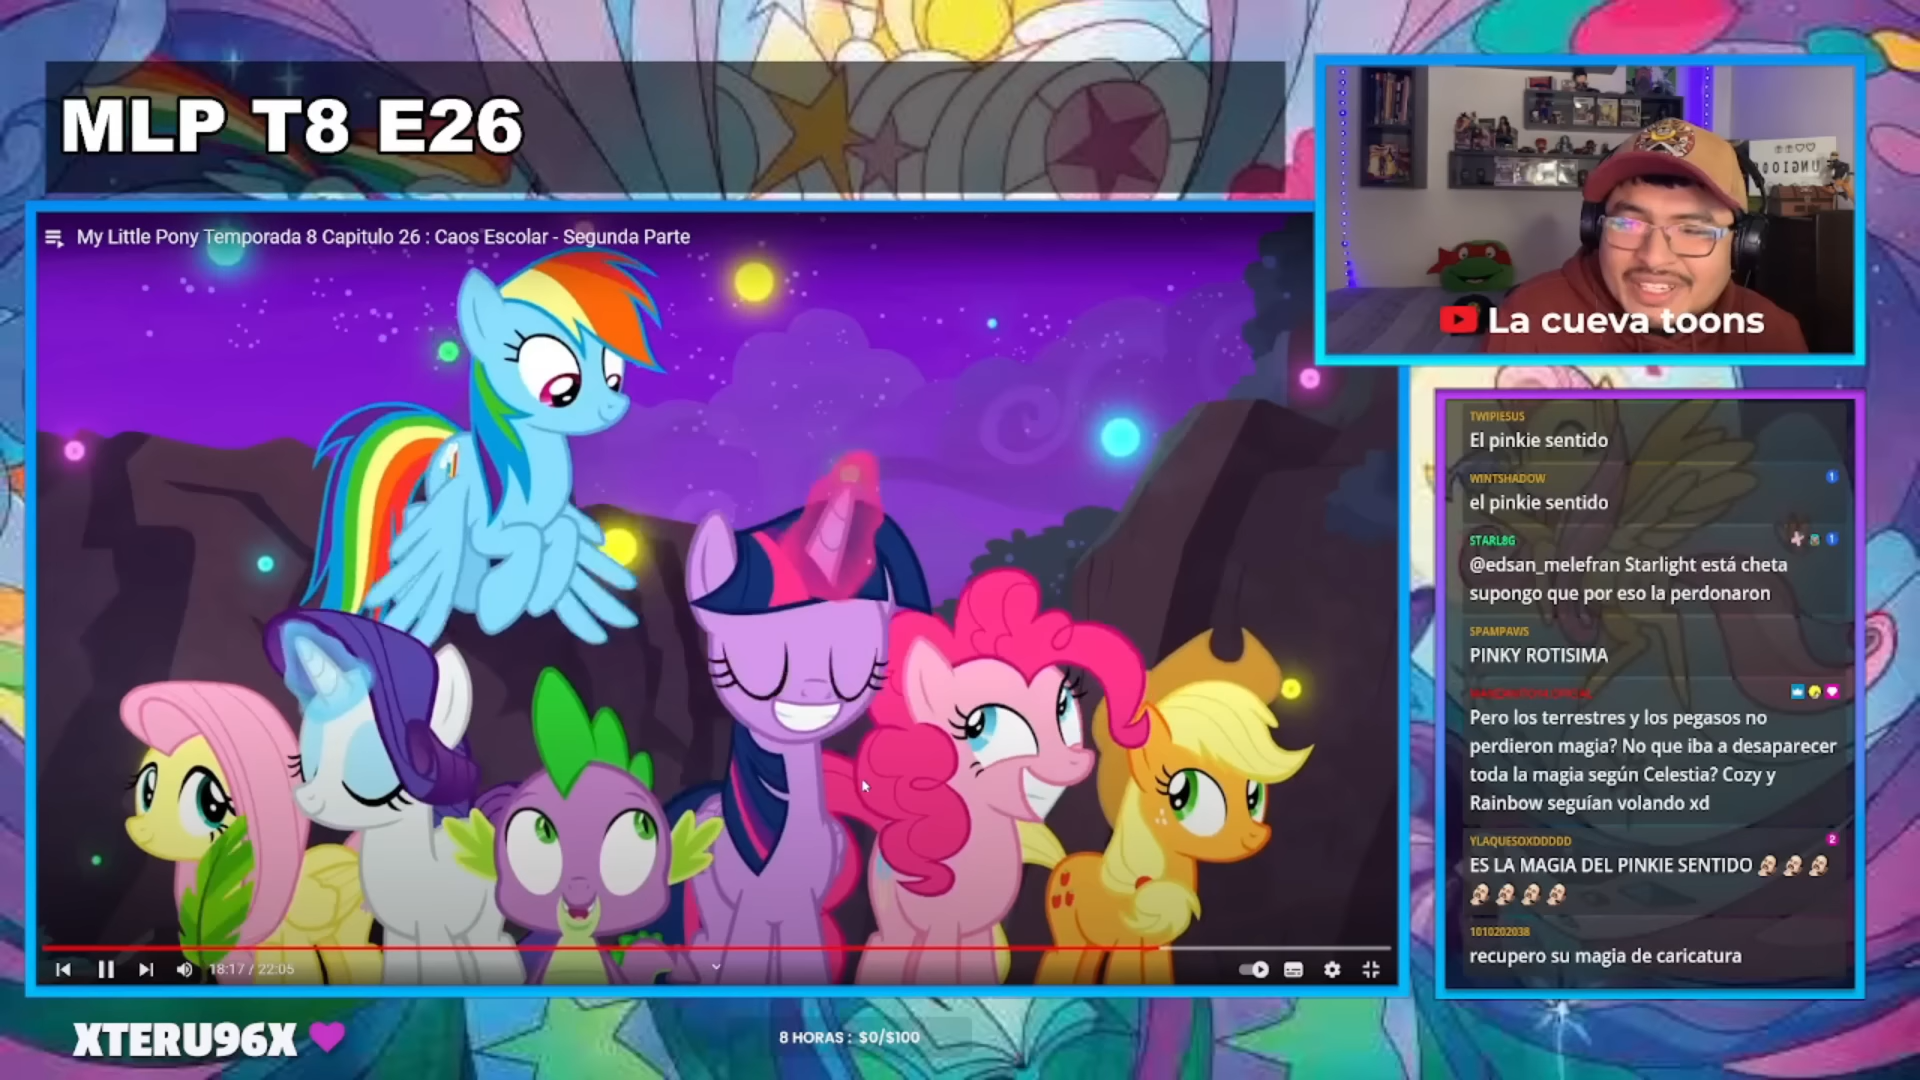 MLP T8 E26
My Little Pony Temporada 8 Capitulo 26 : Caos Escolar - Segunda Parte
La cueva toons
TWIPIESUS
El pinkie sentido
WINTSHADOW
1
el pinkie sentido
STARL8G
1
@edsan_melefran Starlight está cheta
supongo que por eso la perdonaron
SPAMPAWS
PINKY ROTISIMA
Pero los terrestres y los pegasos no
perdieron magia? No que iba a desaparecer
toda la magia según Celestia? Cozy y
Rainbow seguían volando xd
YLAQUESOXDDDDD
2
ES LA MAGIA DEL PINKIE SENTIDO
1010202038
recupero su magia de caricatura
18:17 / 22:05
XTERU96X
8 HORAS : $0/$100